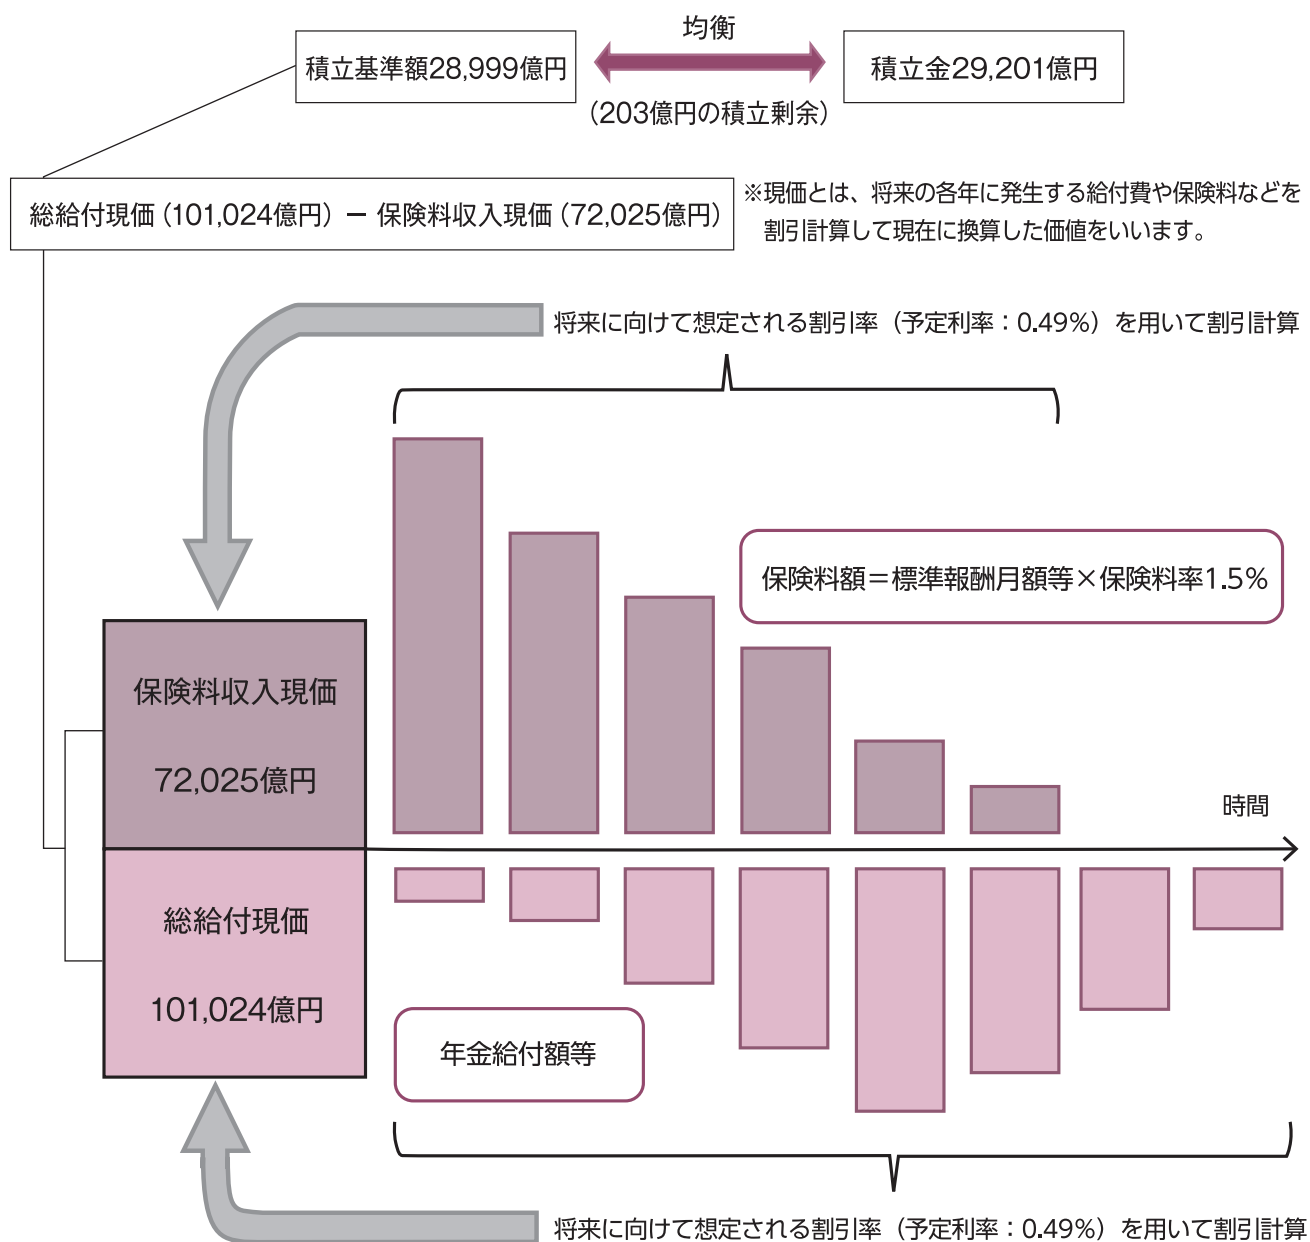 均衡
積立基準額28,999億円
積立金29,201億円
（203億円の積立剰余）
総給付現価（101,024億円）－ 保険料収入現価（72,025億円）
※現価とは、将来の各年に発生する給付費や保険料などを
割引計算して現在に換算した価値をいいます。
将来に向けて想定される割引率（予定利率：0.49%）を用いて割引計算
保険料額＝標準報酬月額等×保険料率1.5%
保険料収入現価
72,025億円
時間
総給付現価
101,024億円
年金給付額等
将来に向けて想定される割引率（予定利率：0.49%）を用いて割引計算